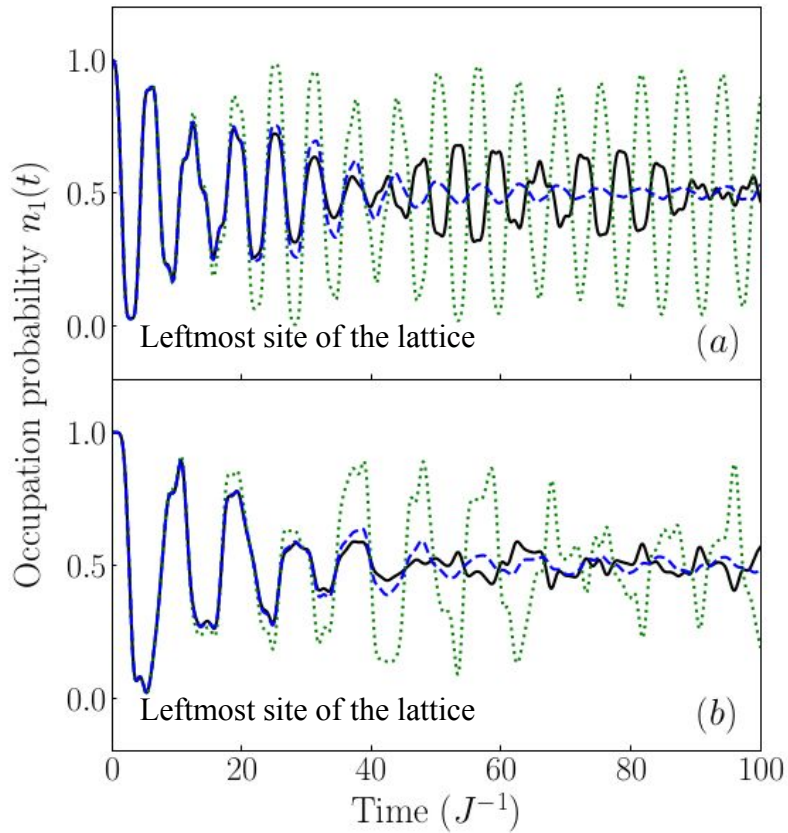 Occupation probability n₁(t)
1.0
0.5
0.0
Leftmost site of the lattice
(a)
1.0
0.5
0.0
Leftmost site of the lattice
(b)
0 20 40 60 80 100
Time (J⁻¹)